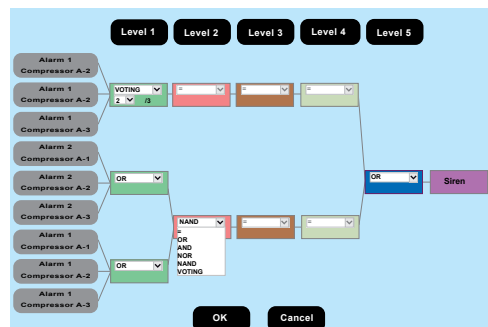 Level 1 Level 2 Level 3 Level 4 Level 5
Alarm 1
Compressor A-2
Alarm 1
Compressor A-2
VOTING = = =
2 /3
Alarm 1
Compressor A-3
Alarm 2
Compressor A-1
Alarm 2
Compressor A-2
OR
OR
Siren
Alarm 2
Compressor A-3
NAND = =
=
OR
AND
NOR
NAND
VOTING
Alarm 1
Compressor A-1
Alarm 1
Compressor A-2
OR
Alarm 1
Compressor A-3
OK Cancel